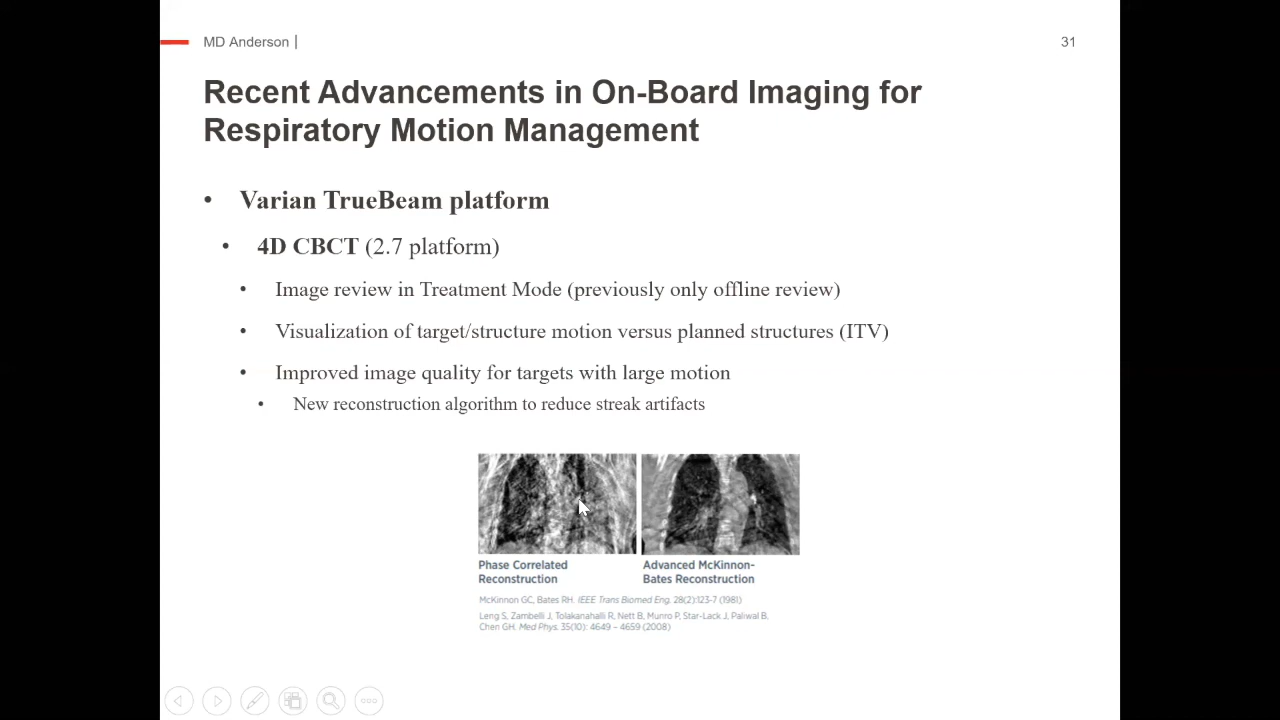 MD Anderson |
31
Recent Advancements in On-Board Imaging for
Respiratory Motion Management
• Varian TrueBeam platform
• 4D CBCT (2.7 platform)
• Image review in Treatment Mode (previously only offline review)
• Visualization of target/structure motion versus planned structures (ITV)
• Improved image quality for targets with large motion
• New reconstruction algorithm to reduce streak artifacts
Phase Correlated
Reconstruction
Advanced McKinnon-
Bates Reconstruction
McKinnon GC, Bates RH. IEEE Trans Biomed Eng. 28(2):123-7 (1981)
Leng S, Zambelli J, Tolakanahalli R, Nett B, Munro P, Star-Lack J, Paliwal B,
Chen GH. Med Phys. 35(10): 4649 – 4659 (2008)